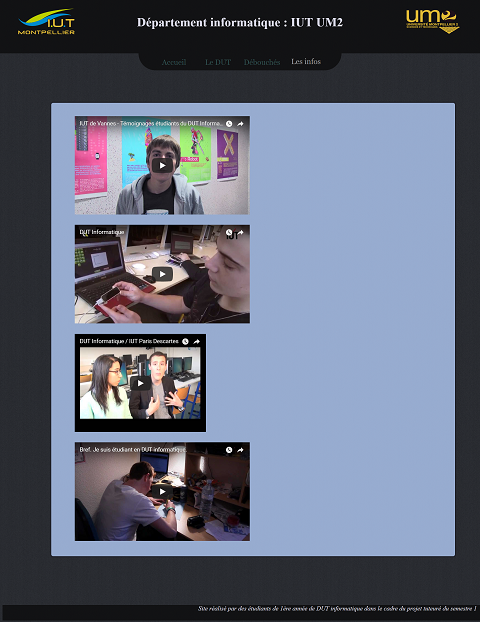 I.U.T
MONTPELLIER
Département informatique : IUT UM2
um2
UNIVERSITÉ MONTPELLIER 2
Accueil
Le DUT
Débouchés
Les infos
IUT de Vannes - Témoignages étudiants du DUT Informa...
DUT Informatique
IUT
DUT Informatique / IUT Paris Descartes
Bref. Je suis étudiant en DUT informatique.
Site réalisé par des étudiants de 1ère année de DUT informatique dans le cadre du projet tutoré du semestre 1